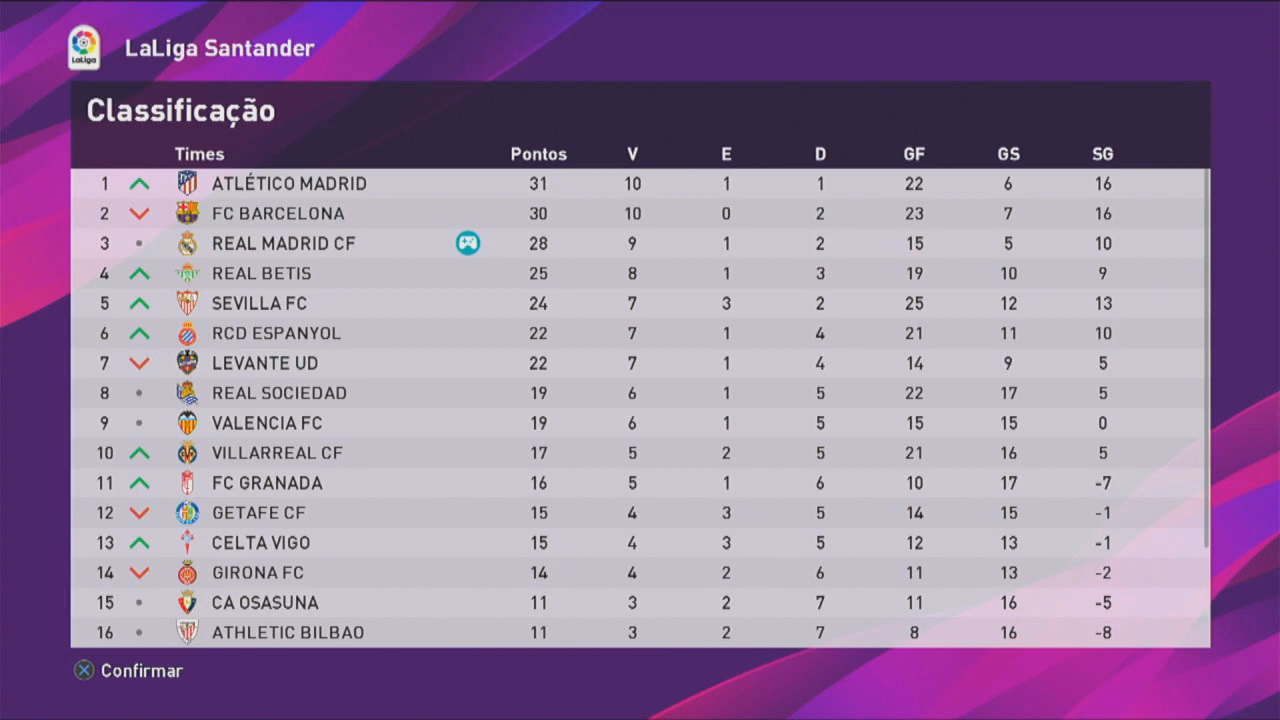 LaLiga Santander
LaLiga
Classificação
Times Pontos V E D GF GS SG
1 ATLÉTICO MADRID 31 10 1 1 22 6 16
2 FC BARCELONA 30 10 0 2 23 7 16
3 REAL MADRID CF 28 9 1 2 15 5 10
4 REAL BETIS 25 8 1 3 19 10 9
5 SEVILLA FC 24 7 3 2 25 12 13
6 RCD ESPANYOL 22 7 1 4 21 11 10
7 LEVANTE UD 22 7 1 4 14 9 5
8 REAL SOCIEDAD 19 6 1 5 22 17 5
9 VALENCIA FC 19 6 1 5 15 15 0
10 VILLARREAL CF 17 5 2 5 21 16 5
11 FC GRANADA 16 5 1 6 10 17 -7
12 GETAFE CF 15 4 3 5 14 15 -1
13 CELTA VIGO 15 4 3 5 12 13 -1
14 GIRONA FC 14 4 2 6 11 13 -2
15 CA OSASUNA 11 3 2 7 11 16 -5
16 ATHLETIC BILBAO 11 3 2 7 8 16 -8
Confirmar